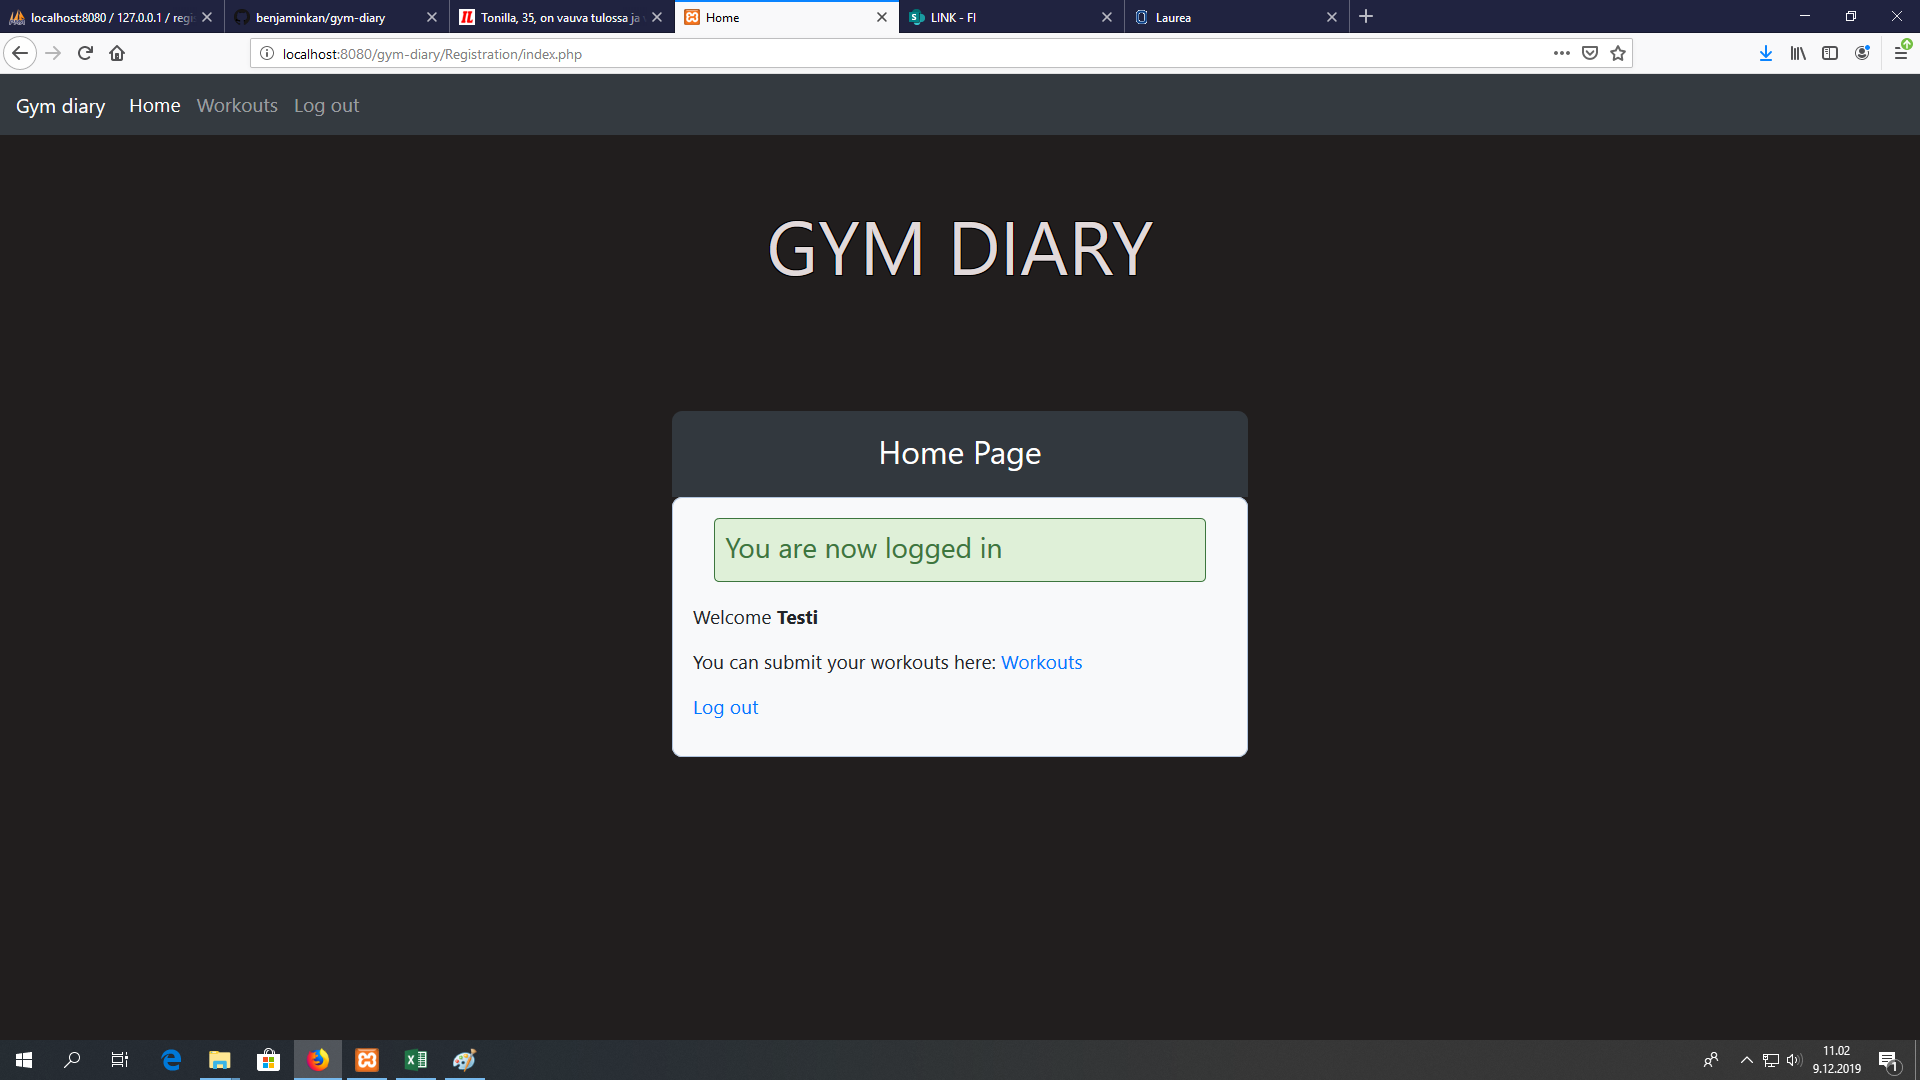 localhost:8080 / 127.0.0.1 / regi
benjaminkan/gym-diary
Tonilla, 35, on vauva tulossa ja
Home
LINK - FI
Laurea
localhost:8080/gym-diary/Registration/index.php
Gym diary Home Workouts Log out
GYM DIARY
Home Page
You are now logged in
Welcome Testi
You can submit your workouts here: Workouts
Log out
11.02
9.12.2019
1